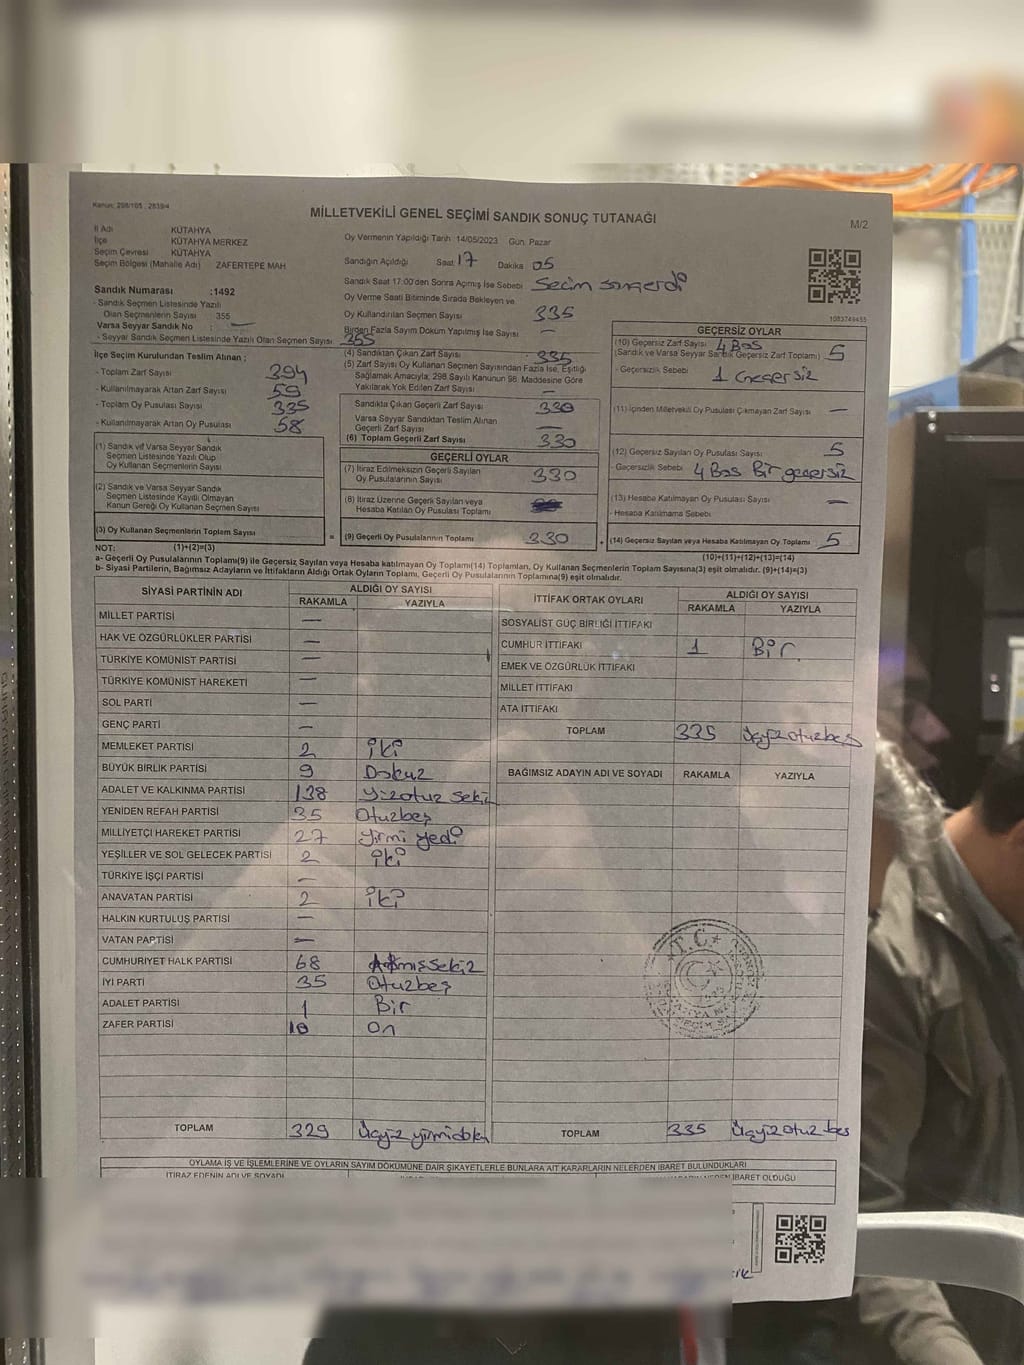 Kanun: 298/105 , 2839/4
MİLLETVEKİLİ GENEL SEÇİMİ SANDIK SONUÇ TUTANAĞI
M/2
İl Adı KÜTAHYA
İlçe KÜTAHYA MERKEZ
Seçim Çevresi KÜTAHYA
Seçim Bölgesi (Mahalle Adı) ZAFERTEPE MAH
Oy Vermenin Yapıldığı Tarih 14/05/2023 Gün. Pazar
Sandığın Açıldığı Saat 17 Dakika 05
Sandık Saat 17:00'den Sonra Açılmış İse Sebebi
Oy Verme Saati Bitiminde Sırada Bekleyen ve
Oy Kullandırılan Seçmen Sayısı 335
Birden Fazla Sayım Döküm Yapılmış İse Sayısı —
1083749455
Sandık Numarası :1492
- Sandık Seçmen Listesinde Yazılı
Olan Seçmenlerin Sayısı 355
Varsa Seyyar Sandık No : —
- Seyyar Sandık Seçmen Listesinde Yazılı Olan Seçmen Sayısı 355
İlçe Seçim Kurulundan Teslim Alınan ;
- Toplam Zarf Sayısı 394
- Kullanılmayarak Artan Zarf Sayısı 59
- Toplam Oy Pusulası Sayısı 335
- Kullanılmayarak Artan Oy Pusulası 58
(1) Sandık ve Varsa Seyyar Sandık
Seçmen Listesinde Yazılı Olup
Oy Kullanan Seçmenlerin Sayısı
(2) Sandık ve Varsa Seyyar Sandık
Seçmen Listesinde Kayıtlı Olmayan
Kanun Gereği Oy Kullanan Seçmen Sayısı
(3) Oy Kullanan Seçmenlerin Toplam Sayısı
(4) Sandıktan Çıkan Zarf Sayısı 335
(5) Zarf Sayısı Oy Kullanan Seçmen Sayısından Fazla İse, Eşitliği
Sağlamak Amacıyla, 298 Sayılı Kanunun 98. Maddesine Göre
Yakılarak Yok Edilen Zarf Sayısı —
Sandıkta Çıkan Geçerli Zarf Sayısı 330
Varsa Seyyar Sandıktan Teslim Alınan
Geçerli Zarf Sayısı —
(6) Toplam Geçerli Zarf Sayısı 330
GEÇERLİ OYLAR
(7) İtiraz Edilmeksizin Geçerli Sayılan
Oy Pusulalarının Sayısı 330
(8) İtiraz Üzerine Geçerli Sayılan veya
Hesaba Katılan Oy Pusulası Toplamı
= (9) Geçerli Oy Pusulalarının Toplamı 330
GEÇERSİZ OYLAR
(10) Geçersiz Zarf Sayısı 4 Boş
(Sandık ve Varsa Seyyar Sandık Geçersiz Zarf Toplamı) 5
- Geçersizlik Sebebi 1 Geçersiz
(11) İçinden Milletvekili Oy Pusulası Çıkmayan Zarf Sayısı —
(12) Geçersiz Sayılan Oy Pusulası Sayısı 5
- Geçersizlik Sebebi 4 Boş Bir geçersiz
(13) Hesaba Katılmayan Oy Pusulası Sayısı —
- Hesaba Katılmama Sebebi
+ (14) Geçersiz Sayılan veya Hesaba Katılmayan Oy Toplamı 5
NOT: (1)+(2)=(3)
(10)+(11)+(12)+(13)=(14)
a- Geçerli Oy Pusulalarının Toplamı(9) ile Geçersiz Sayılan veya Hesaba katılmayan Oy Toplamı(14) Toplamları, Oy Kullanan Seçmenlerin Toplam Sayısına(3) eşit olmalıdır. (9)+(14)=(3)
b- Siyasi Partilerin, Bağımsız Adayların ve İttifakların Aldığı Ortak Oyların Toplamı, Geçerli Oy Pusulalarının Toplamına(9) eşit olmalıdır.
SİYASİ PARTİNİN ADI ALDIĞI OY SAYISI
RAKAMLA YAZIYLA
MİLLET PARTİSİ —
HAK VE ÖZGÜRLÜKLER PARTİSİ —
TÜRKİYE KOMÜNİST PARTİSİ —
TÜRKİYE KOMÜNİST HAREKETİ —
SOL PARTİ —
GENÇ PARTİ —
MEMLEKET PARTİSİ 2 iki
BÜYÜK BİRLİK PARTİSİ 9 Dokuz
ADALET VE KALKINMA PARTİSİ 138 Yüzotuz Sekiz
YENİDEN REFAH PARTİSİ 35 Otuzbeş
MİLLİYETÇİ HAREKET PARTİSİ 27 Yirmi yedi
YEŞİLLER VE SOL GELECEK PARTİSİ 2 iki
TÜRKİYE İŞÇİ PARTİSİ —
ANAVATAN PARTİSİ 2 iki
HALKIN KURTULUŞ PARTİSİ —
VATAN PARTİSİ —
CUMHURİYET HALK PARTİSİ 68 Atmışsekiz
İYİ PARTİ 35 Otuzbeş
ADALET PARTİSİ 1 Bir
ZAFER PARTİSİ 10 On
TOPLAM 329
İTTİFAK ORTAK OYLARI ALDIĞI OY SAYISI
RAKAMLA YAZIYLA
SOSYALİST GÜÇ BİRLİĞİ İTTİFAKI
CUMHUR İTTİFAKI 1 Bir
EMEK VE ÖZGÜRLÜK İTTİFAKI
MİLLET İTTİFAKI
ATA İTTİFAKI
TOPLAM 335 Üçyüzotuzbeş
BAĞIMSIZ ADAYIN ADI VE SOYADI RAKAMLA YAZIYLA
T.C.
TOPLAM 335 Üçyüzotuz beş
OYLAMA İŞ VE İŞLEMLERİNE VE OYLARIN SAYIM DÖKÜMÜNE DAİR ŞİKAYETLERLE BUNLARA AİT KARARLARIN NELERDEN İBARET BULUNDUKLARI
İTİRAZ EDENİN ADI VE SOYADI
İBARET OLDUĞU